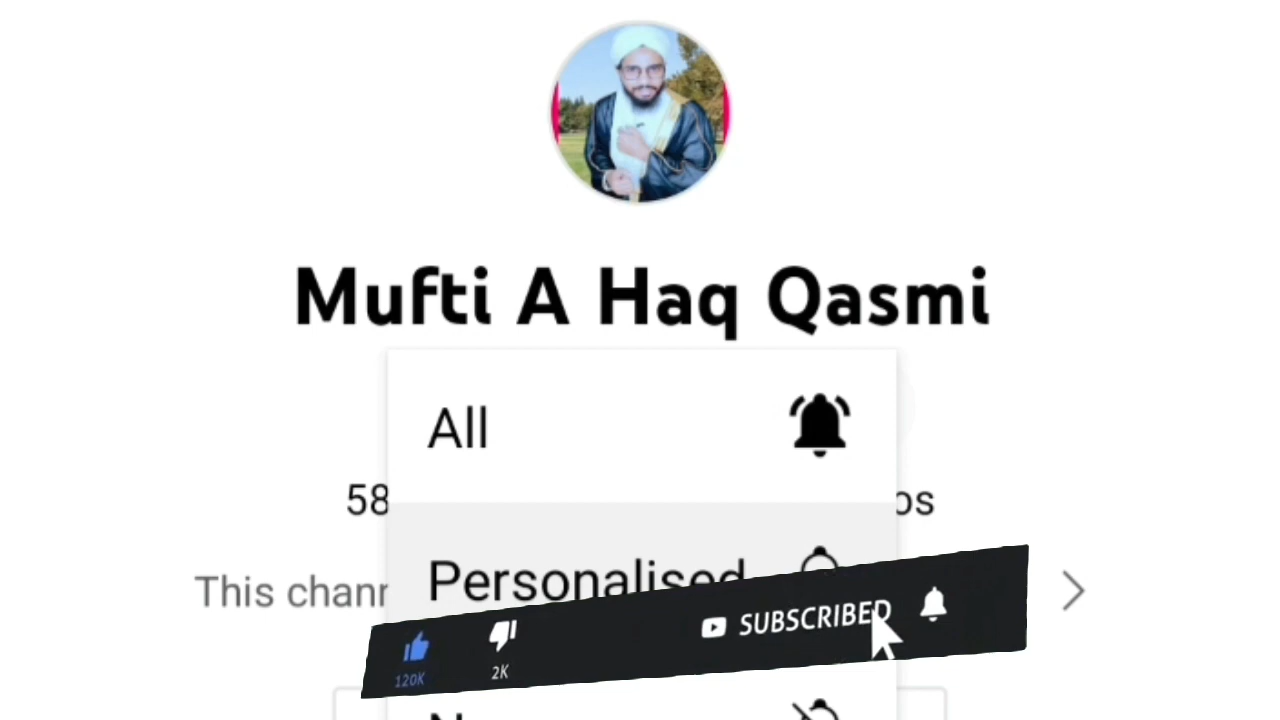 Mufti A Haq Qasmi
All
58
os
Personalised
This chann
SUBSCRIBED
120K
2K